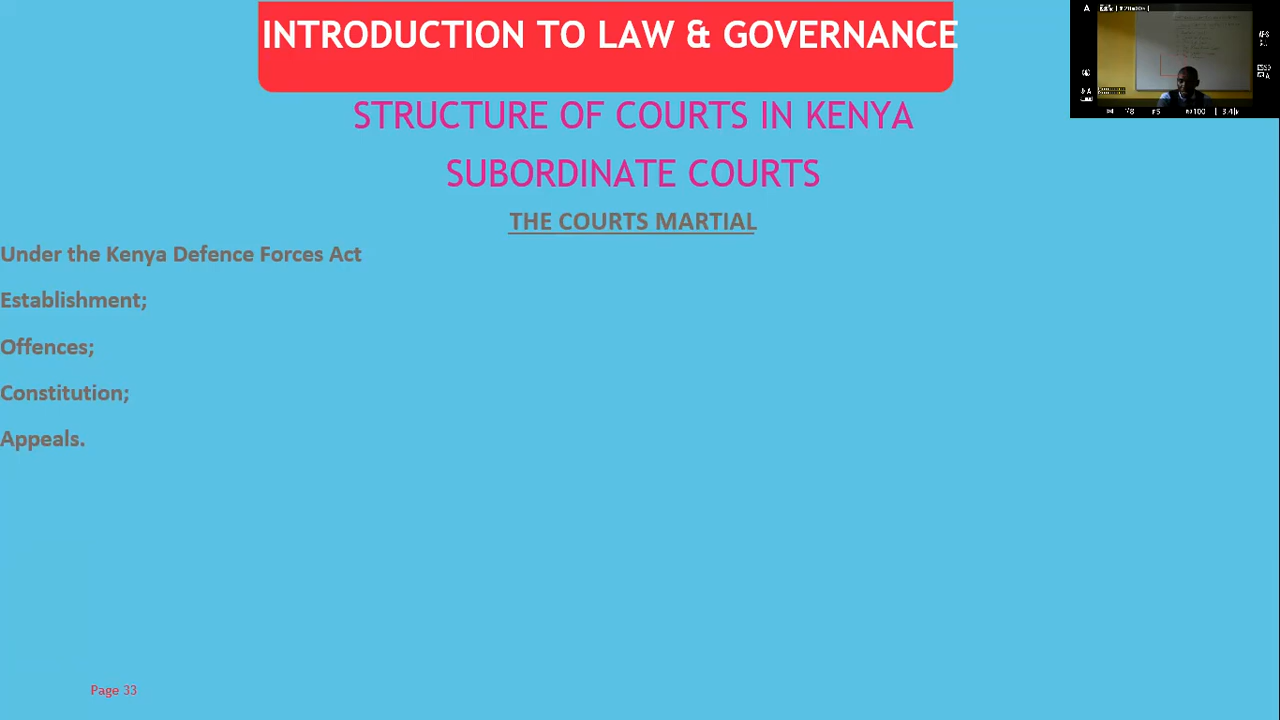 INTRODUCTION TO LAW & GOVERNANCE
STRUCTURE OF COURTS IN KENYA
SUBORDINATE COURTS
THE COURTS MARTIAL
Under the Kenya Defence Forces Act
Establishment;
Offences;
Constitution;
Appeals.
Page 33